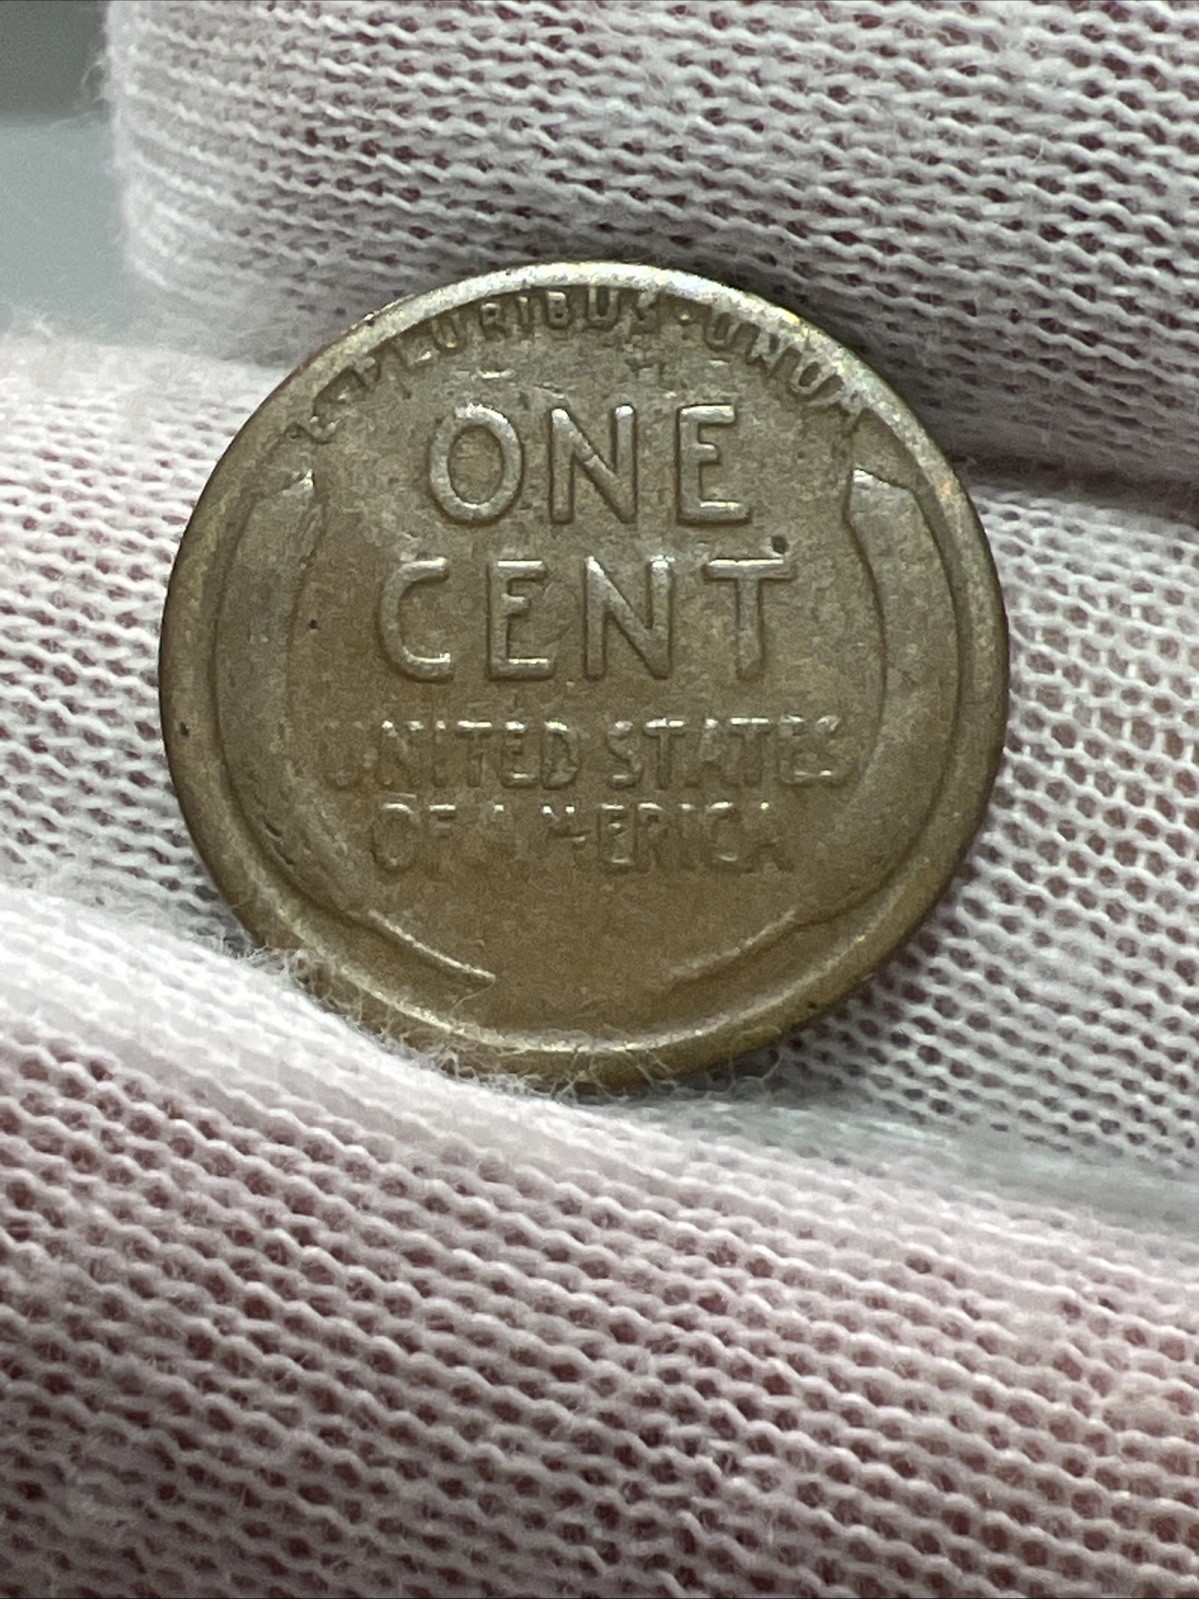 E PLURIBUS · UNUM
ONE
CENT
UNITED STATES
OF AMERICA